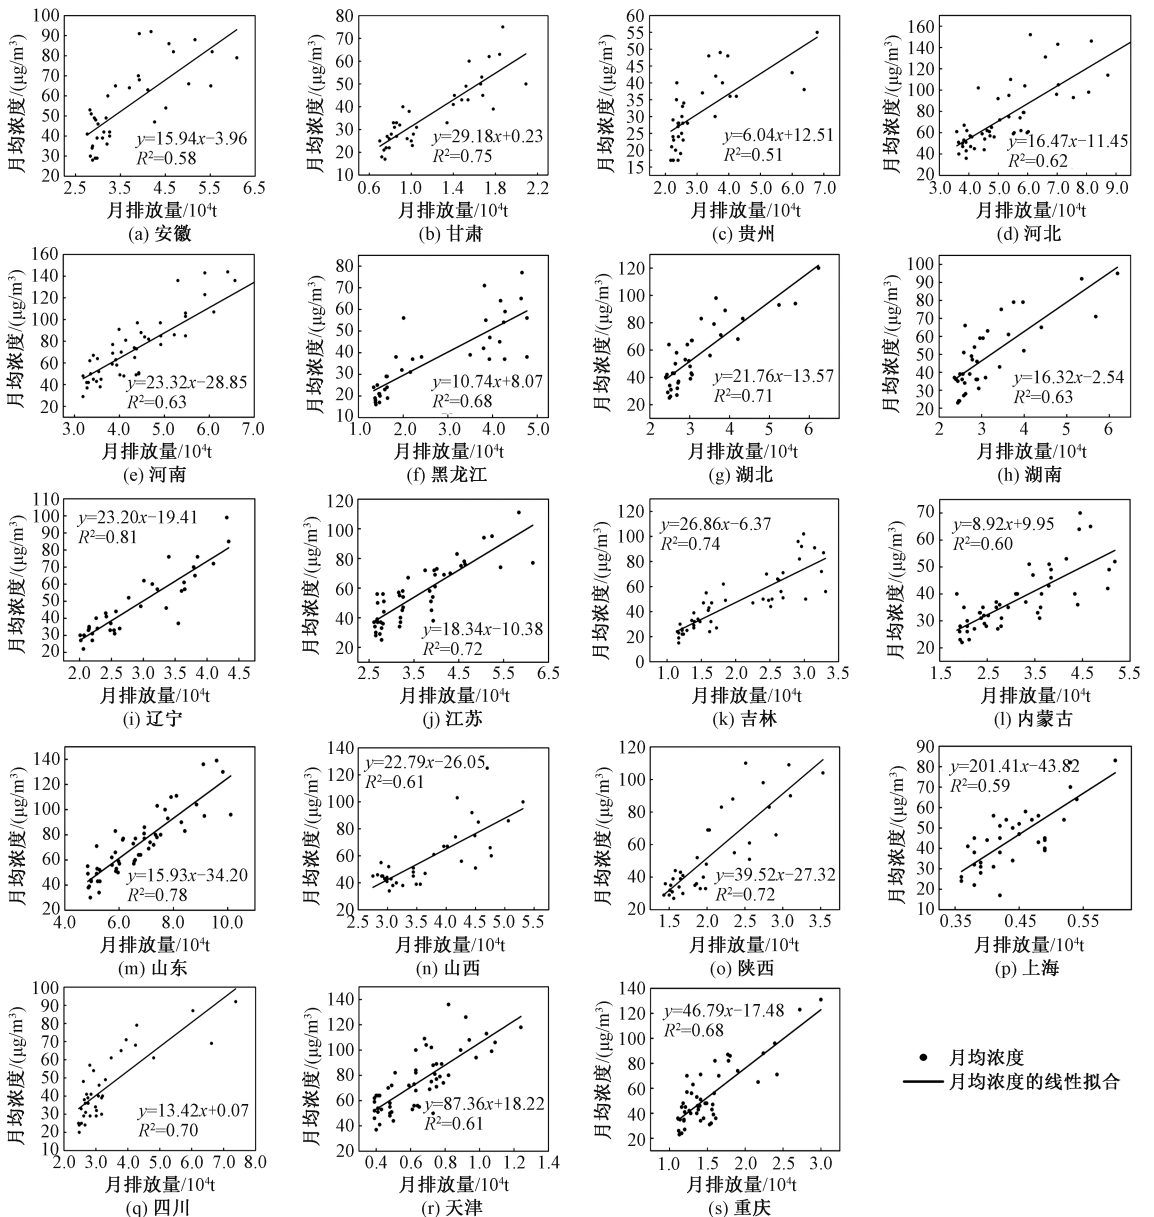 月均浓度/(μg/m³)
100
90
80
70
60
50
40
30
20
y=15.94x−3.96
R²=0.58
2.5 3.5 4.5 5.5 6.5
月排放量/10⁴t
(a) 安徽
月均浓度/(μg/m³)
80
70
60
50
40
30
20
10
y=29.18x+0.23
R²=0.75
0.6 1.0 1.4 1.8 2.2
月排放量/10⁴t
(b) 甘肃
月均浓度/(μg/m³)
60
55
50
45
40
35
30
25
20
15
y=6.04x+12.51
R²=0.51
2.0 3.0 4.0 5.0 6.0 7.0
月排放量/10⁴t
(c) 贵州
月均浓度/(μg/m³)
160
140
120
100
80
60
40
20
y=16.47x−11.45
R²=0.62
3.0 4.0 5.0 6.0 7.0 8.0 9.0
月排放量/10⁴t
(d) 河北
月均浓度/(μg/m³)
160
140
120
100
80
60
40
20
y=23.32x−28.85
R²=0.63
3.0 4.0 5.0 6.0 7.0
月排放量/10⁴t
(e) 河南
月均浓度/(μg/m³)
80
70
60
50
40
30
20
10
y=10.74x+8.07
R²=0.68
1.0 2.0 3.0 4.0 5.0
月排放量/10⁴t
(f) 黑龙江
月均浓度/(μg/m³)
120
100
80
60
40
20
y=21.76x−13.57
R²=0.71
2 3 4 5 6
月排放量/10⁴t
(g) 湖北
月均浓度/(μg/m³)
100
90
80
70
60
50
40
30
20
y=16.32x−2.54
R²=0.63
2 3 4 5 6
月排放量/10⁴t
(h) 湖南
月均浓度/(μg/m³)
110
100
90
80
70
60
50
40
30
20
y=23.20x−19.41
R²=0.81
2.0 2.5 3.0 3.5 4.0 4.5
月排放量/10⁴t
(i) 辽宁
月均浓度/(μg/m³)
120
100
80
60
40
20
y=18.34x−10.38
R²=0.72
2.5 3.5 4.5 5.5 6.5
月排放量/10⁴t
(j) 江苏
月均浓度/(μg/m³)
120
100
80
60
40
20
0
y=26.86x−6.37
R²=0.74
1.0 1.5 2.0 2.5 3.0 3.5
月排放量/10⁴t
(k) 吉林
月均浓度/(μg/m³)
70
60
50
40
30
20
y=8.92x+9.95
R²=0.60
1.5 2.5 3.5 4.5 5.5
月排放量/10⁴t
(l) 内蒙古
月均浓度/(μg/m³)
140
120
100
80
60
40
20
y=15.93x−34.20
R²=0.78
4.0 6.0 8.0 10.0
月排放量/10⁴t
(m) 山东
月均浓度/(μg/m³)
140
120
100
80
60
40
20
y=22.79x−26.05
R²=0.61
2.5 3.5 4.0 4.5 5.0 5.5
月排放量/10⁴t
(n) 山西
月均浓度/(μg/m³)
120
100
80
60
40
20
y=39.52x−27.32
R²=0.72
1.5 2.0 2.5 3.0 3.5
月排放量/10⁴t
(o) 陕西
月均浓度/(μg/m³)
90
80
70
60
50
40
30
20
10
y=201.41x−43.82
R²=0.59
0.35 0.45 0.55
月排放量/10⁴t
(p) 上海
月均浓度/(μg/m³)
100
90
80
70
60
50
40
30
20
10
y=13.42x+0.07
R²=0.70
2.0 3.0 4.0 5.0 6.0 7.0 8.0
月排放量/10⁴t
(q) 四川
月均浓度/(μg/m³)
140
120
100
80
60
40
20
y=87.36x+18.22
R²=0.61
0.4 0.6 0.8 1.0 1.2 1.4
月排放量/10⁴t
(r) 天津
月均浓度/(μg/m³)
140
120
100
80
60
40
20
y=46.79x−17.48
R²=0.68
1.0 1.5 2.0 2.5 3.0
月排放量/10⁴t
(s) 重庆
月均浓度
月均浓度的线性拟合